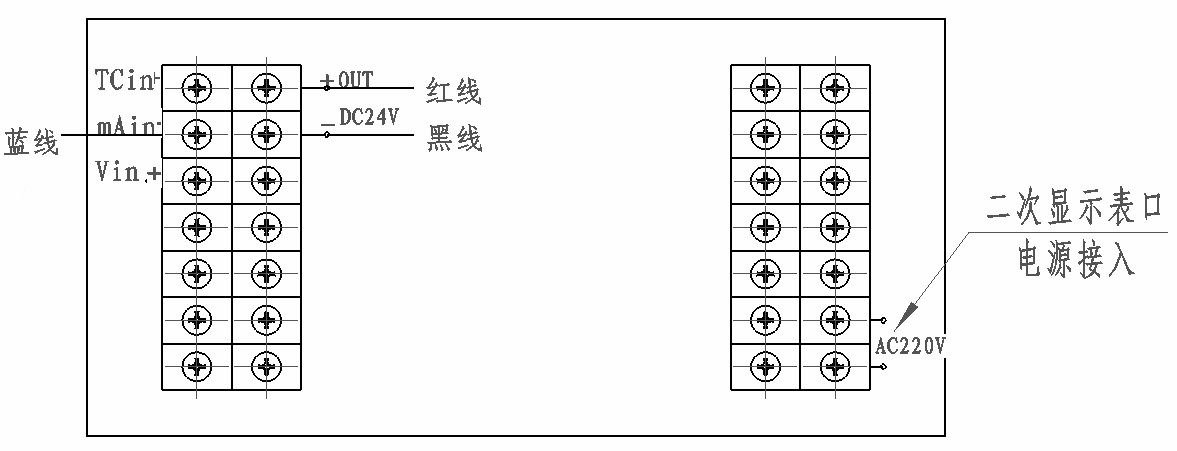 TCin-
+OUT
红线
蓝线
mAin-
-DC24V
黑线
Vin.+
二次显示表口
电源接入
AC220V